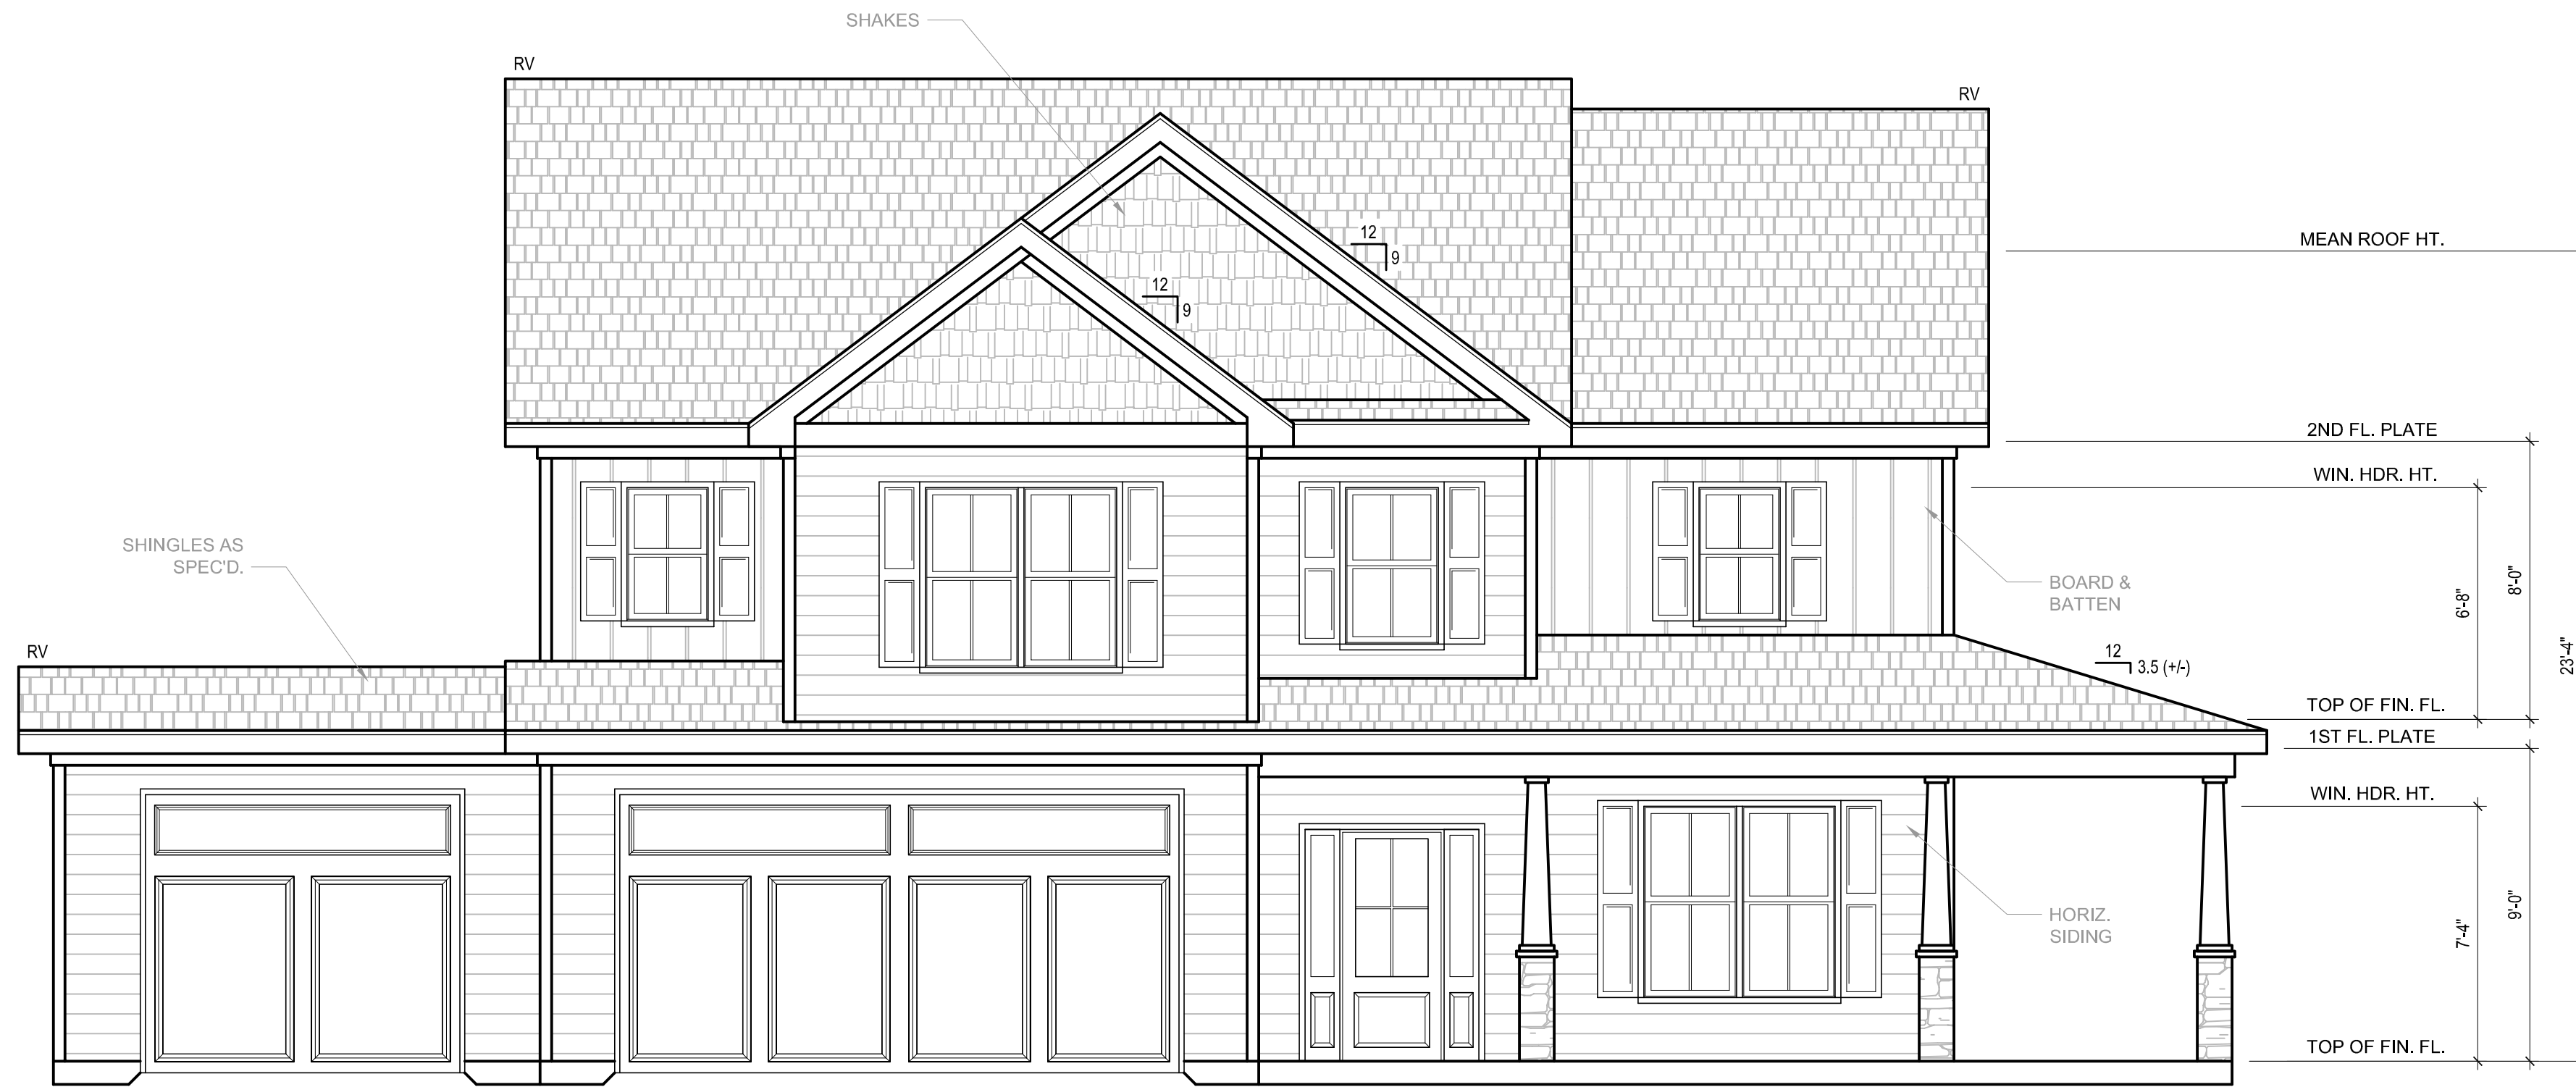 SHAKES
RV
RV
12
9
12
9
MEAN ROOF HT.
2ND FL. PLATE
WIN. HDR. HT.
SHINGLES AS
SPEC'D.
BOARD &
BATTEN
6'-8"
8'-0"
23'-4"
RV
12
3.5 (+/-)
TOP OF FIN. FL.
1ST FL. PLATE
WIN. HDR. HT.
HORIZ.
SIDING
7'-4"
9'-0"
TOP OF FIN. FL.